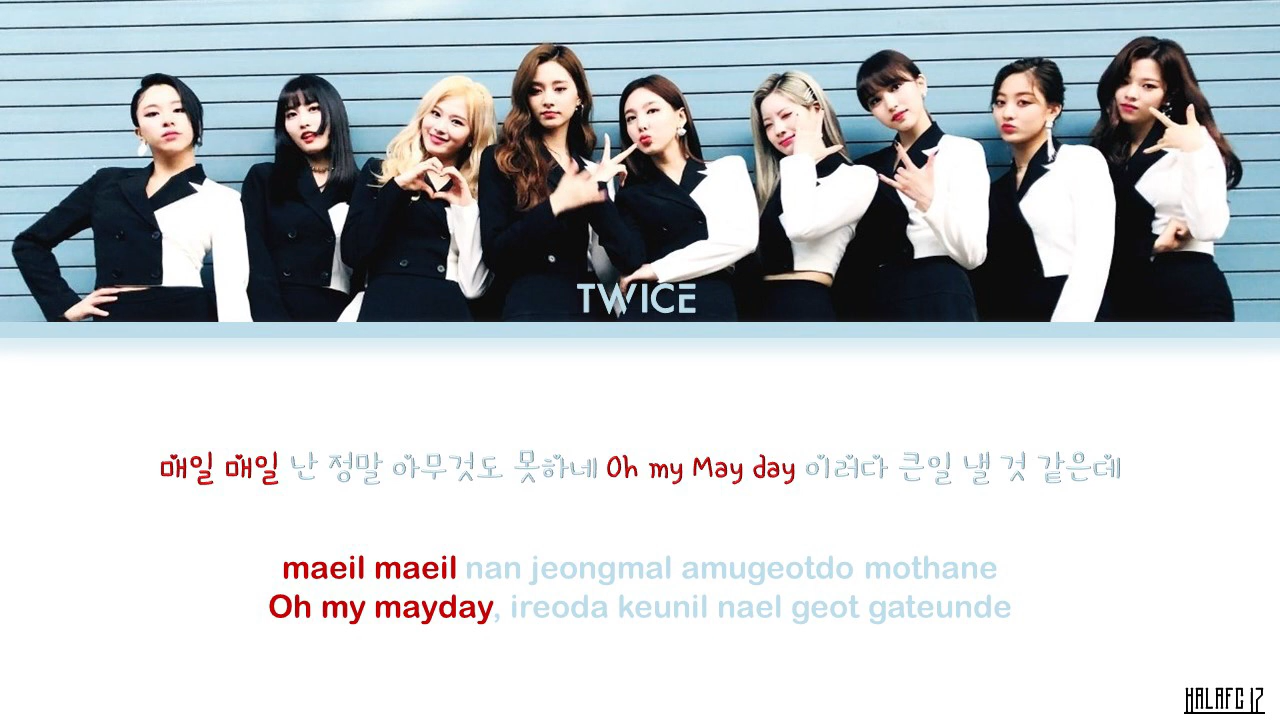 TWICE
매일 매일 난 정말 아무것도 못하네 Oh my May day 이러다 큰일 낼 것 같은데
maeil maeil nan jeongmal amugeotdo mothane
Oh my mayday, ireoda keunil nael geot gateunde
HALAFC 17